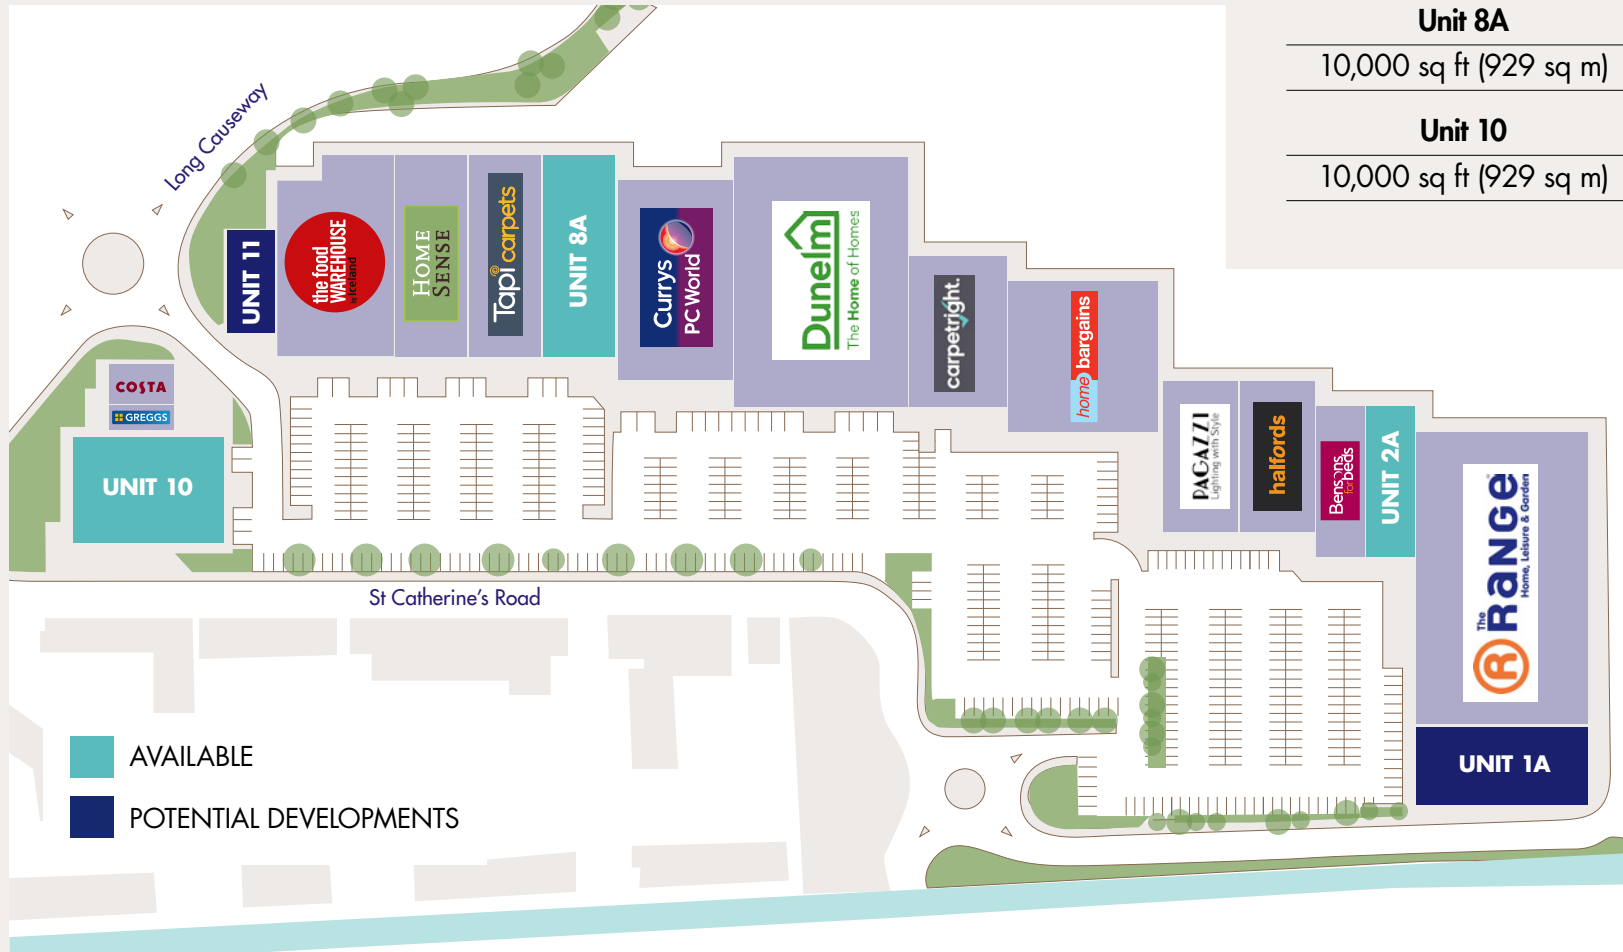 Unit 8A
10,000 sq ft (929 sq m)
Unit 10
10,000 sq ft (929 sq m)
Long Causeway
UNIT 11
the food
WAREHOUSE
by Iceland
HOME
SENSE
Tapi carpets
UNIT 8A
Currys
PC World
Dunelm
The Home of Homes
carpetright.
home bargains
PAGAZZI
Lighting with Style
halfords
Bensons
for beds
UNIT 2A
The
RANGE
Home, Leisure & Garden
R
UNIT 1A
COSTA
GREGGS
UNIT 10
St Catherine's Road
AVAILABLE
POTENTIAL DEVELOPMENTS